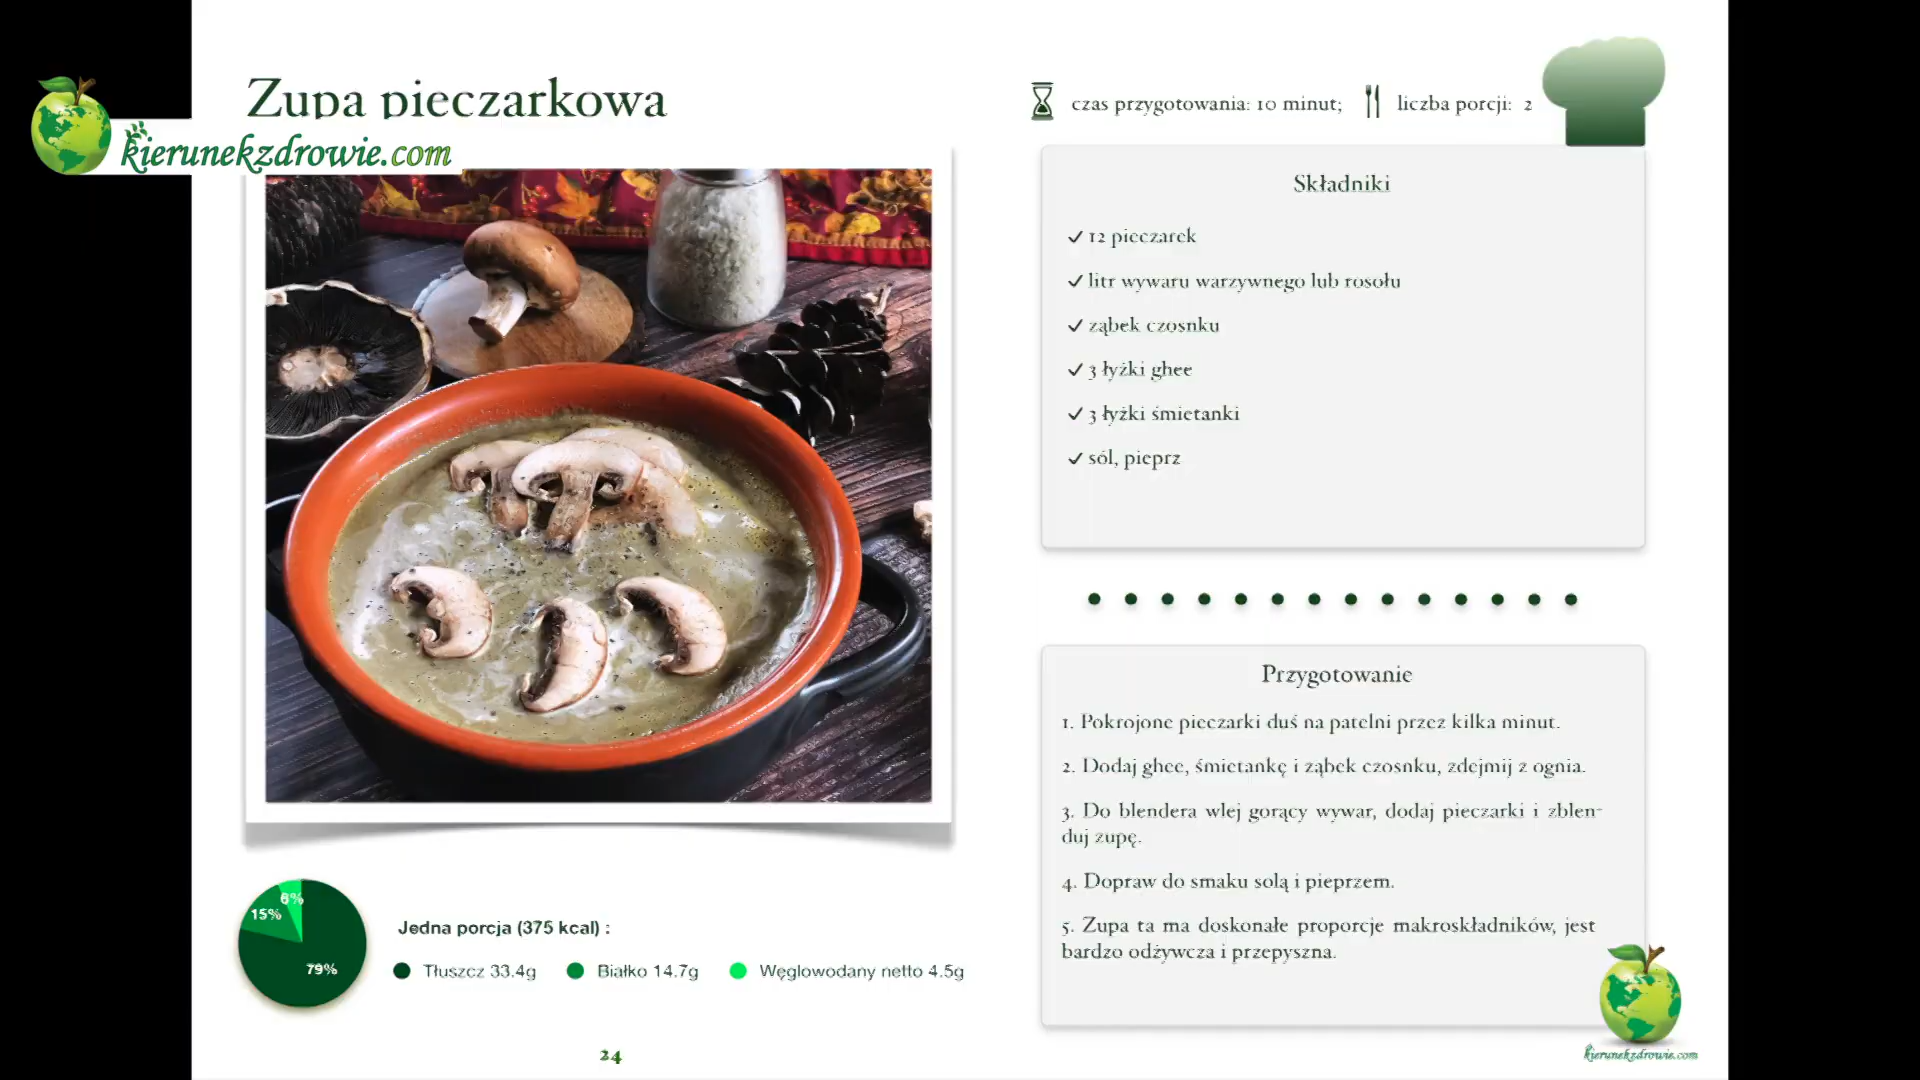 Zupa pieczarkowa
kierunekzdrowie.com
czas przygotowania: 10 minut; liczba porcji: 2
Składniki
✓ 12 pieczarek
✓ litr wywaru warzywnego lub rosołu
✓ ząbek czosnku
✓ 3 łyżki ghee
✓ 3 łyżki śmietanki
✓ sól, pieprz
Przygotowanie
1. Pokrojone pieczarki duś na patelni przez kilka minut.
2. Dodaj ghee, śmietankę i ząbek czosnku, zdejmij z ognia.
3. Do blendera wlej gorący wywar, dodaj pieczarki i zblen-
duj zupę.
4. Dopraw do smaku solą i pieprzem.
5. Zupa ta ma doskonałe proporcje makroskładników, jest
bardzo odżywcza i przepyszna.
6%
15%
79%
Jedna porcja (375 kcal) :
Tłuszcz 33.4g Białko 14.7g Węglowodany netto 4.5g
24
kierunekzdrowie.com